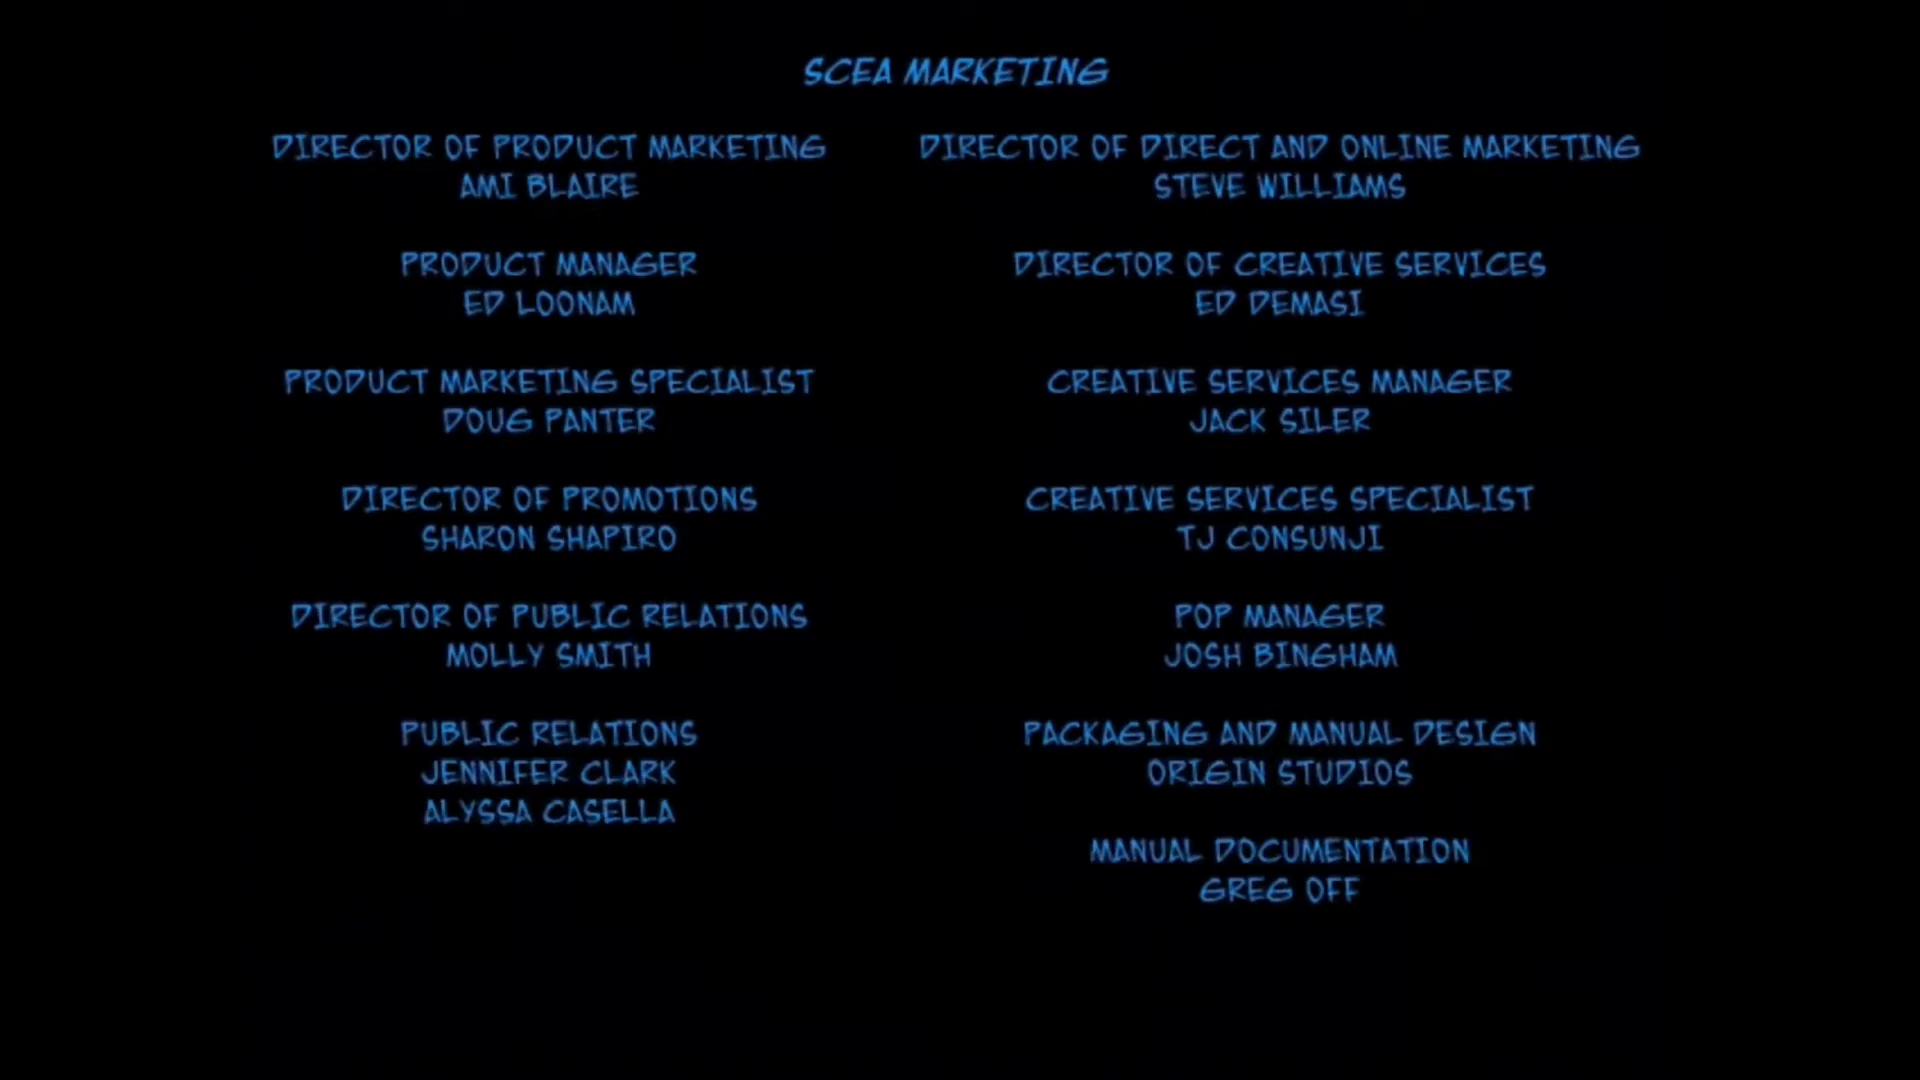 SCEA MARKETING
DIRECTOR OF PRODUCT MARKETING
AMI BLAIRE
PRODUCT MANAGER
ED LOONAM
PRODUCT MARKETING SPECIALIST
DOUG PANTER
DIRECTOR OF PROMOTIONS
SHARON SHAPIRO
DIRECTOR OF PUBLIC RELATIONS
MOLLY SMITH
PUBLIC RELATIONS
JENNIFER CLARK
ALYSSA CASELLA
DIRECTOR OF DIRECT AND ONLINE MARKETING
STEVE WILLIAMS
DIRECTOR OF CREATIVE SERVICES
ED DEMASI
CREATIVE SERVICES MANAGER
JACK SILER
CREATIVE SERVICES SPECIALIST
TJ CONSUNJI
POP MANAGER
JOSH BINGHAM
PACKAGING AND MANUAL DESIGN
ORIGIN STUDIOS
MANUAL DOCUMENTATION
GREG OFF